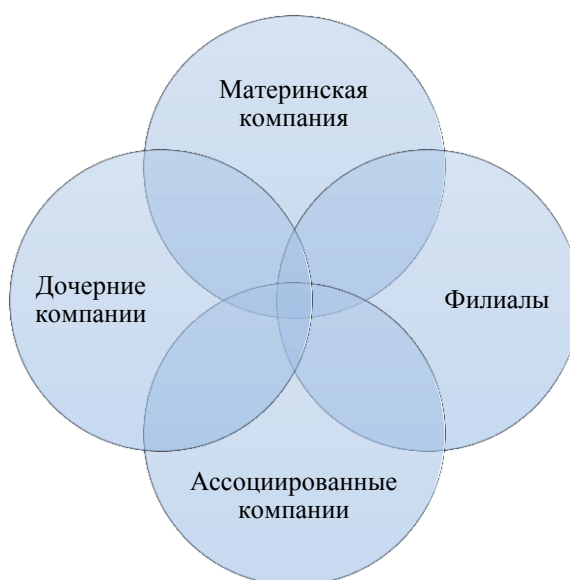 Материнская
компания
Дочерние
компании
Филиалы
Ассоциированные
компании